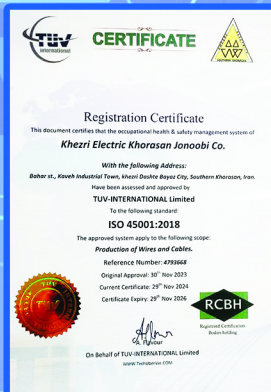 TÜV
international
CERTIFICATE
Registration Certificate
This document certifies that the occupational health & safety management system of
Khezri Electric Khorasan Jonoobi Co.
With the following Address:
Bahar st., Kaveh Industrial Town, khezri Dashte Bayaz City, Southern Khorasan, Iran.
Have been assessed and approved by
TUV-INTERNATIONAL Limited
To the following standard:
ISO 45001:2018
The approved system apply to the following scope:
Production of Wires and Cables.
Reference Number: 4793668
Original Approval: 30th Nov 2023
Current Certificate: 29th Nov 2024
Certificate Expiry: 29th Nov 2026
TUV
RCBH
Registered Certification
Bodies holding
On Behalf of TUV-INTERNATIONAL Limited